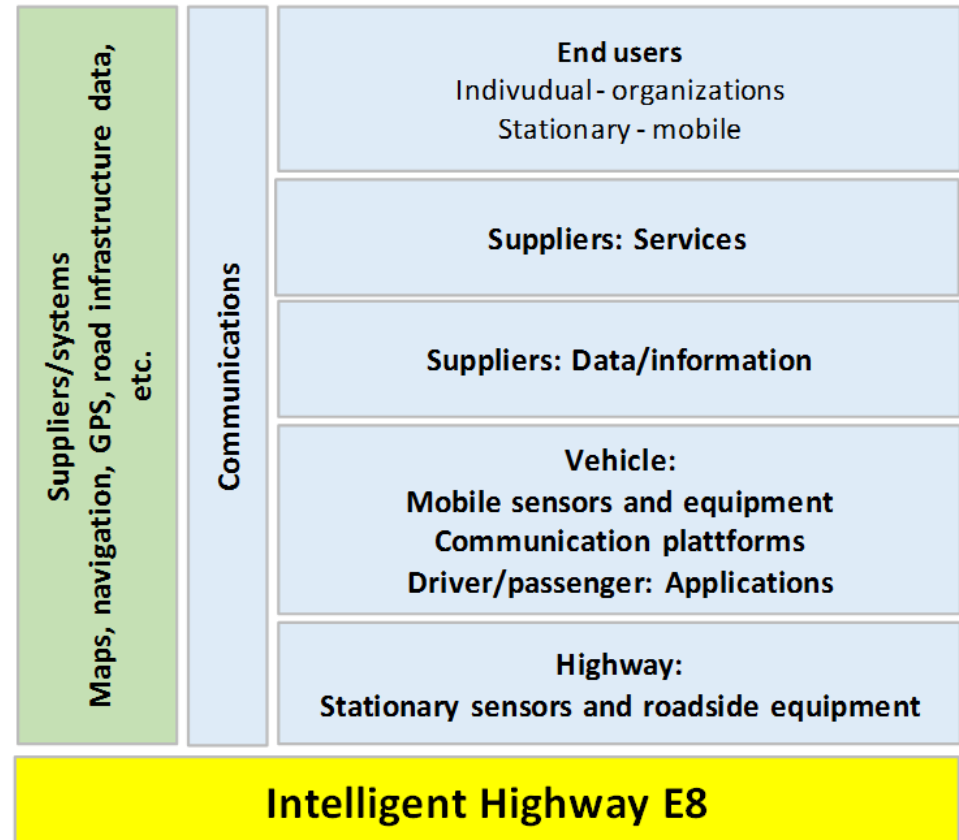 Suppliers/systems
Maps, navigation, GPS, road infrastructure data,
etc.
Communications
End users
Indivudual - organizations
Stationary - mobile
Suppliers: Services
Suppliers: Data/information
Vehicle:
Mobile sensors and equipment
Communication plattforms
Driver/passenger: Applications
Highway:
Stationary sensors and roadside equipment
Intelligent Highway E8